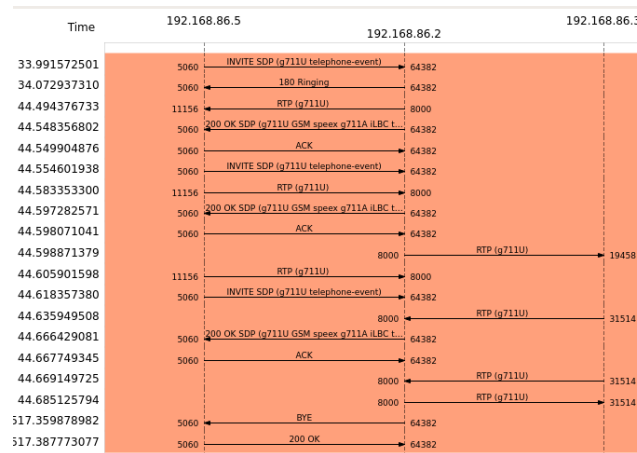 Time 192.168.86.5 192.168.86.2 192.168.86.3
33.991572501 5060 INVITE SDP (g711U telephone-event) 64382
34.072937310 5060 180 Ringing 64382
44.494376733 11156 RTP (g711U) 8000
44.548356802 5060 200 OK SDP (g711U GSM speex g711A iLBC t... 64382
44.549904876 5060 ACK 64382
44.554601938 5060 INVITE SDP (g711U telephone-event) 64382
44.583353300 11156 RTP (g711U) 8000
44.597282571 5060 200 OK SDP (g711U GSM speex g711A iLBC t... 64382
44.598071041 5060 ACK 64382
44.598871379 8000 RTP (g711U) 19458
44.605901598 11156 RTP (g711U) 8000
44.618357380 5060 INVITE SDP (g711U telephone-event) 64382
44.635949508 8000 RTP (g711U) 31514
44.666429081 5060 200 OK SDP (g711U GSM speex g711A iLBC t... 64382
44.667749345 5060 ACK 64382
44.669149725 8000 RTP (g711U) 31514
44.685125794 8000 RTP (g711U) 31514
517.359878982 5060 BYE 64382
517.387773077 5060 200 OK 64382